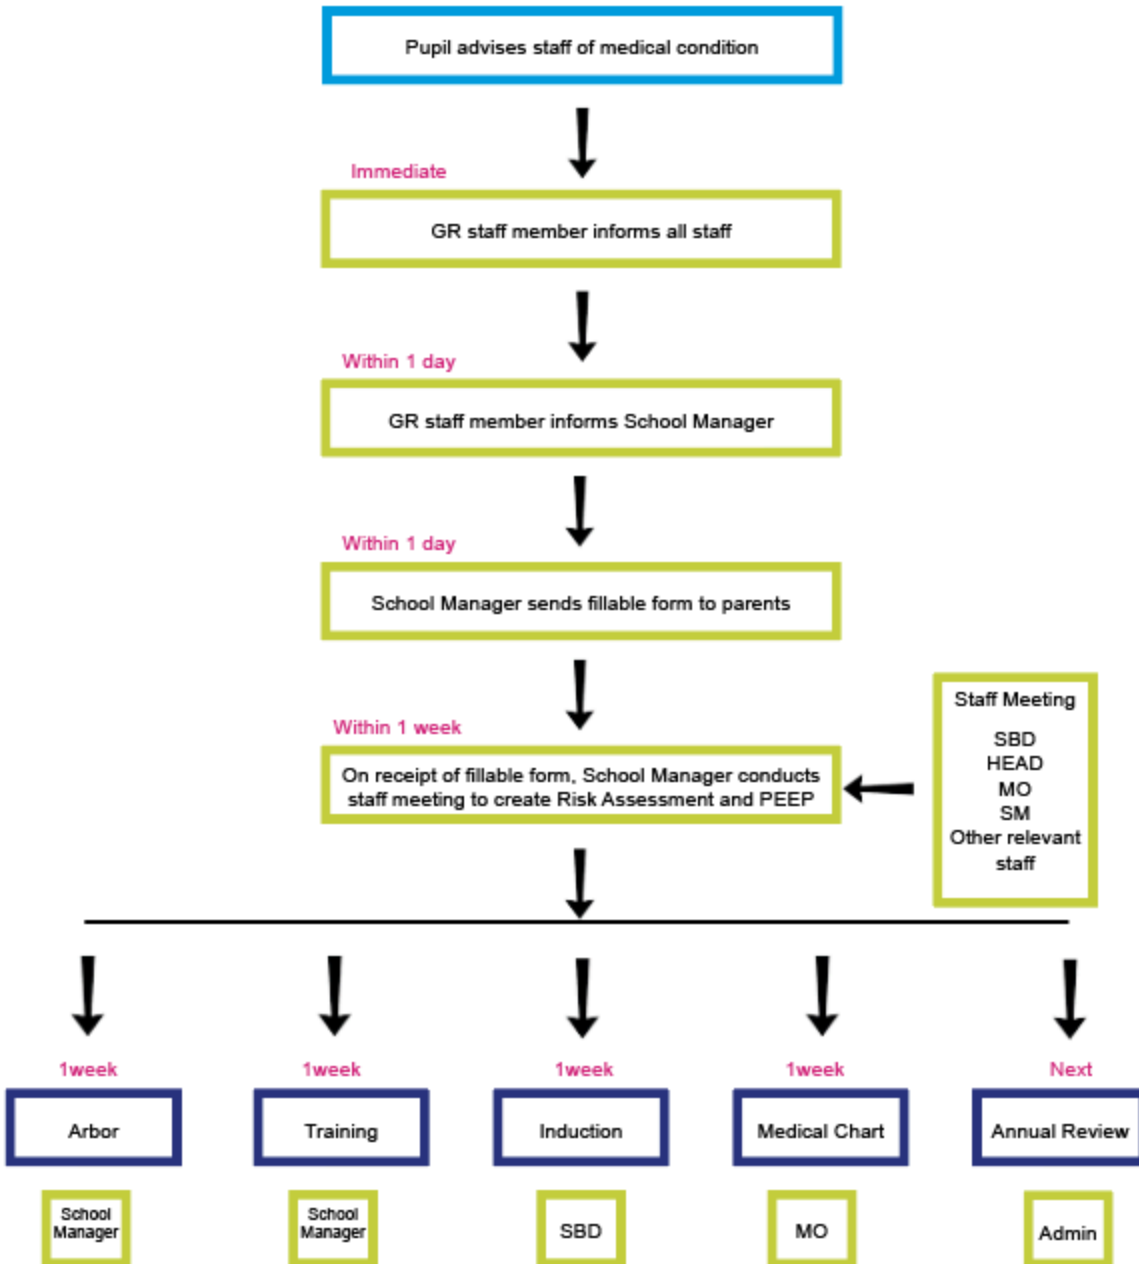 Pupil advises staff of medical condition
Immediate
GR staff member informs all staff
Within 1 day
GR staff member informs School Manager
Within 1 day
School Manager sends fillable form to parents
Within 1 week
On receipt of fillable form, School Manager conducts
staff meeting to create Risk Assessment and PEEP
Staff Meeting
SBD
HEAD
MO
SM
Other relevant
staff
1week
1week
1week
1week
Next
Arbor
Training
Induction
Medical Chart
Annual Review
School
Manager
School
Manager
SBD
MO
Admin